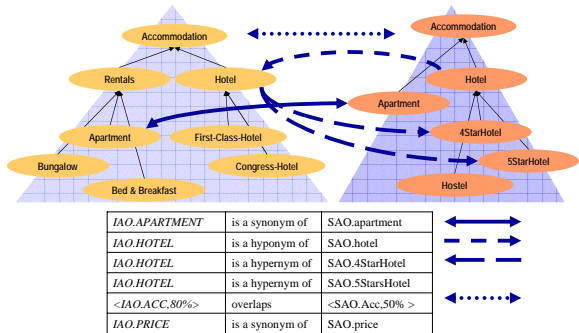 Accommodation
Accommodation
Rentals
Hotel
Hotel
Apartment
Apartment
First-Class-Hotel
4StarHotel
Bungalow
Congress-Hotel
5StarHotel
Bed & Breakfast
Hostel
IAO.APARTMENT is a synonym of SAO.apartment
IAO.HOTEL is a hyponym of SAO.hotel
IAO.HOTEL is a hypernym of SAO.4StarHotel
IAO.HOTEL is a hypernym of SAO.5StarsHotel
<IAO.ACC,80%> overlaps <SAO.Acc,50% >
IAO.PRICE is a synonym of SAO.price